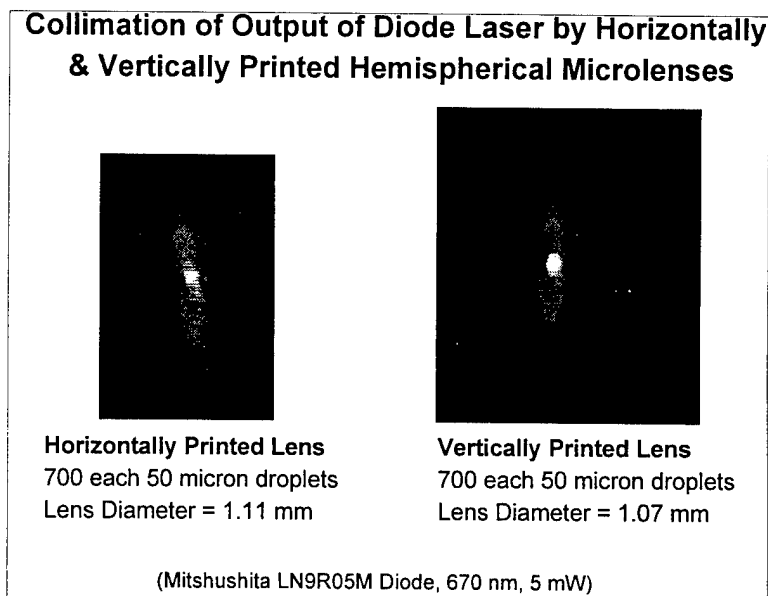 Collimation of Output of Diode Laser by Horizontally
& Vertically Printed Hemispherical Microlenses
Horizontally Printed Lens
700 each 50 micron droplets
Lens Diameter = 1.11 mm
Vertically Printed Lens
700 each 50 micron droplets
Lens Diameter = 1.07 mm
(Mitshushita LN9R05M Diode, 670 nm, 5 mW)